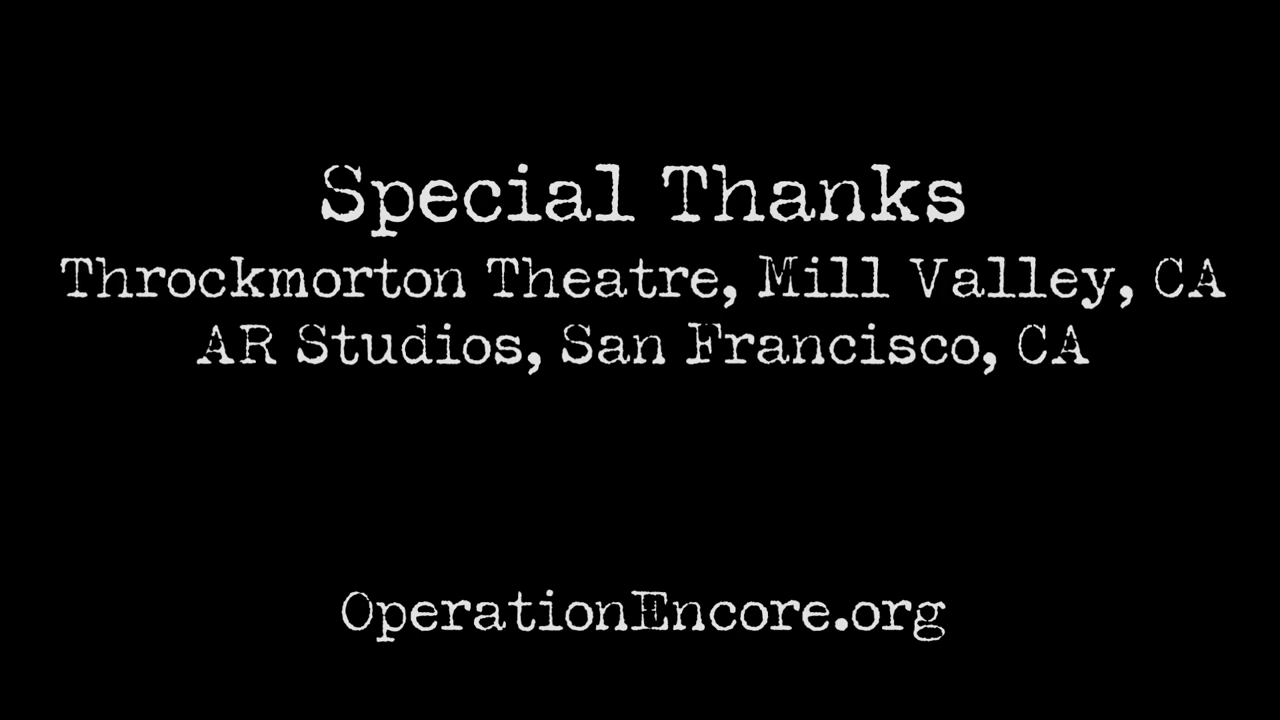 Special Thanks
Throckmorton Theatre, Mill Valley, CA
AR Studios, San Francisco, CA
OperationEncore.org